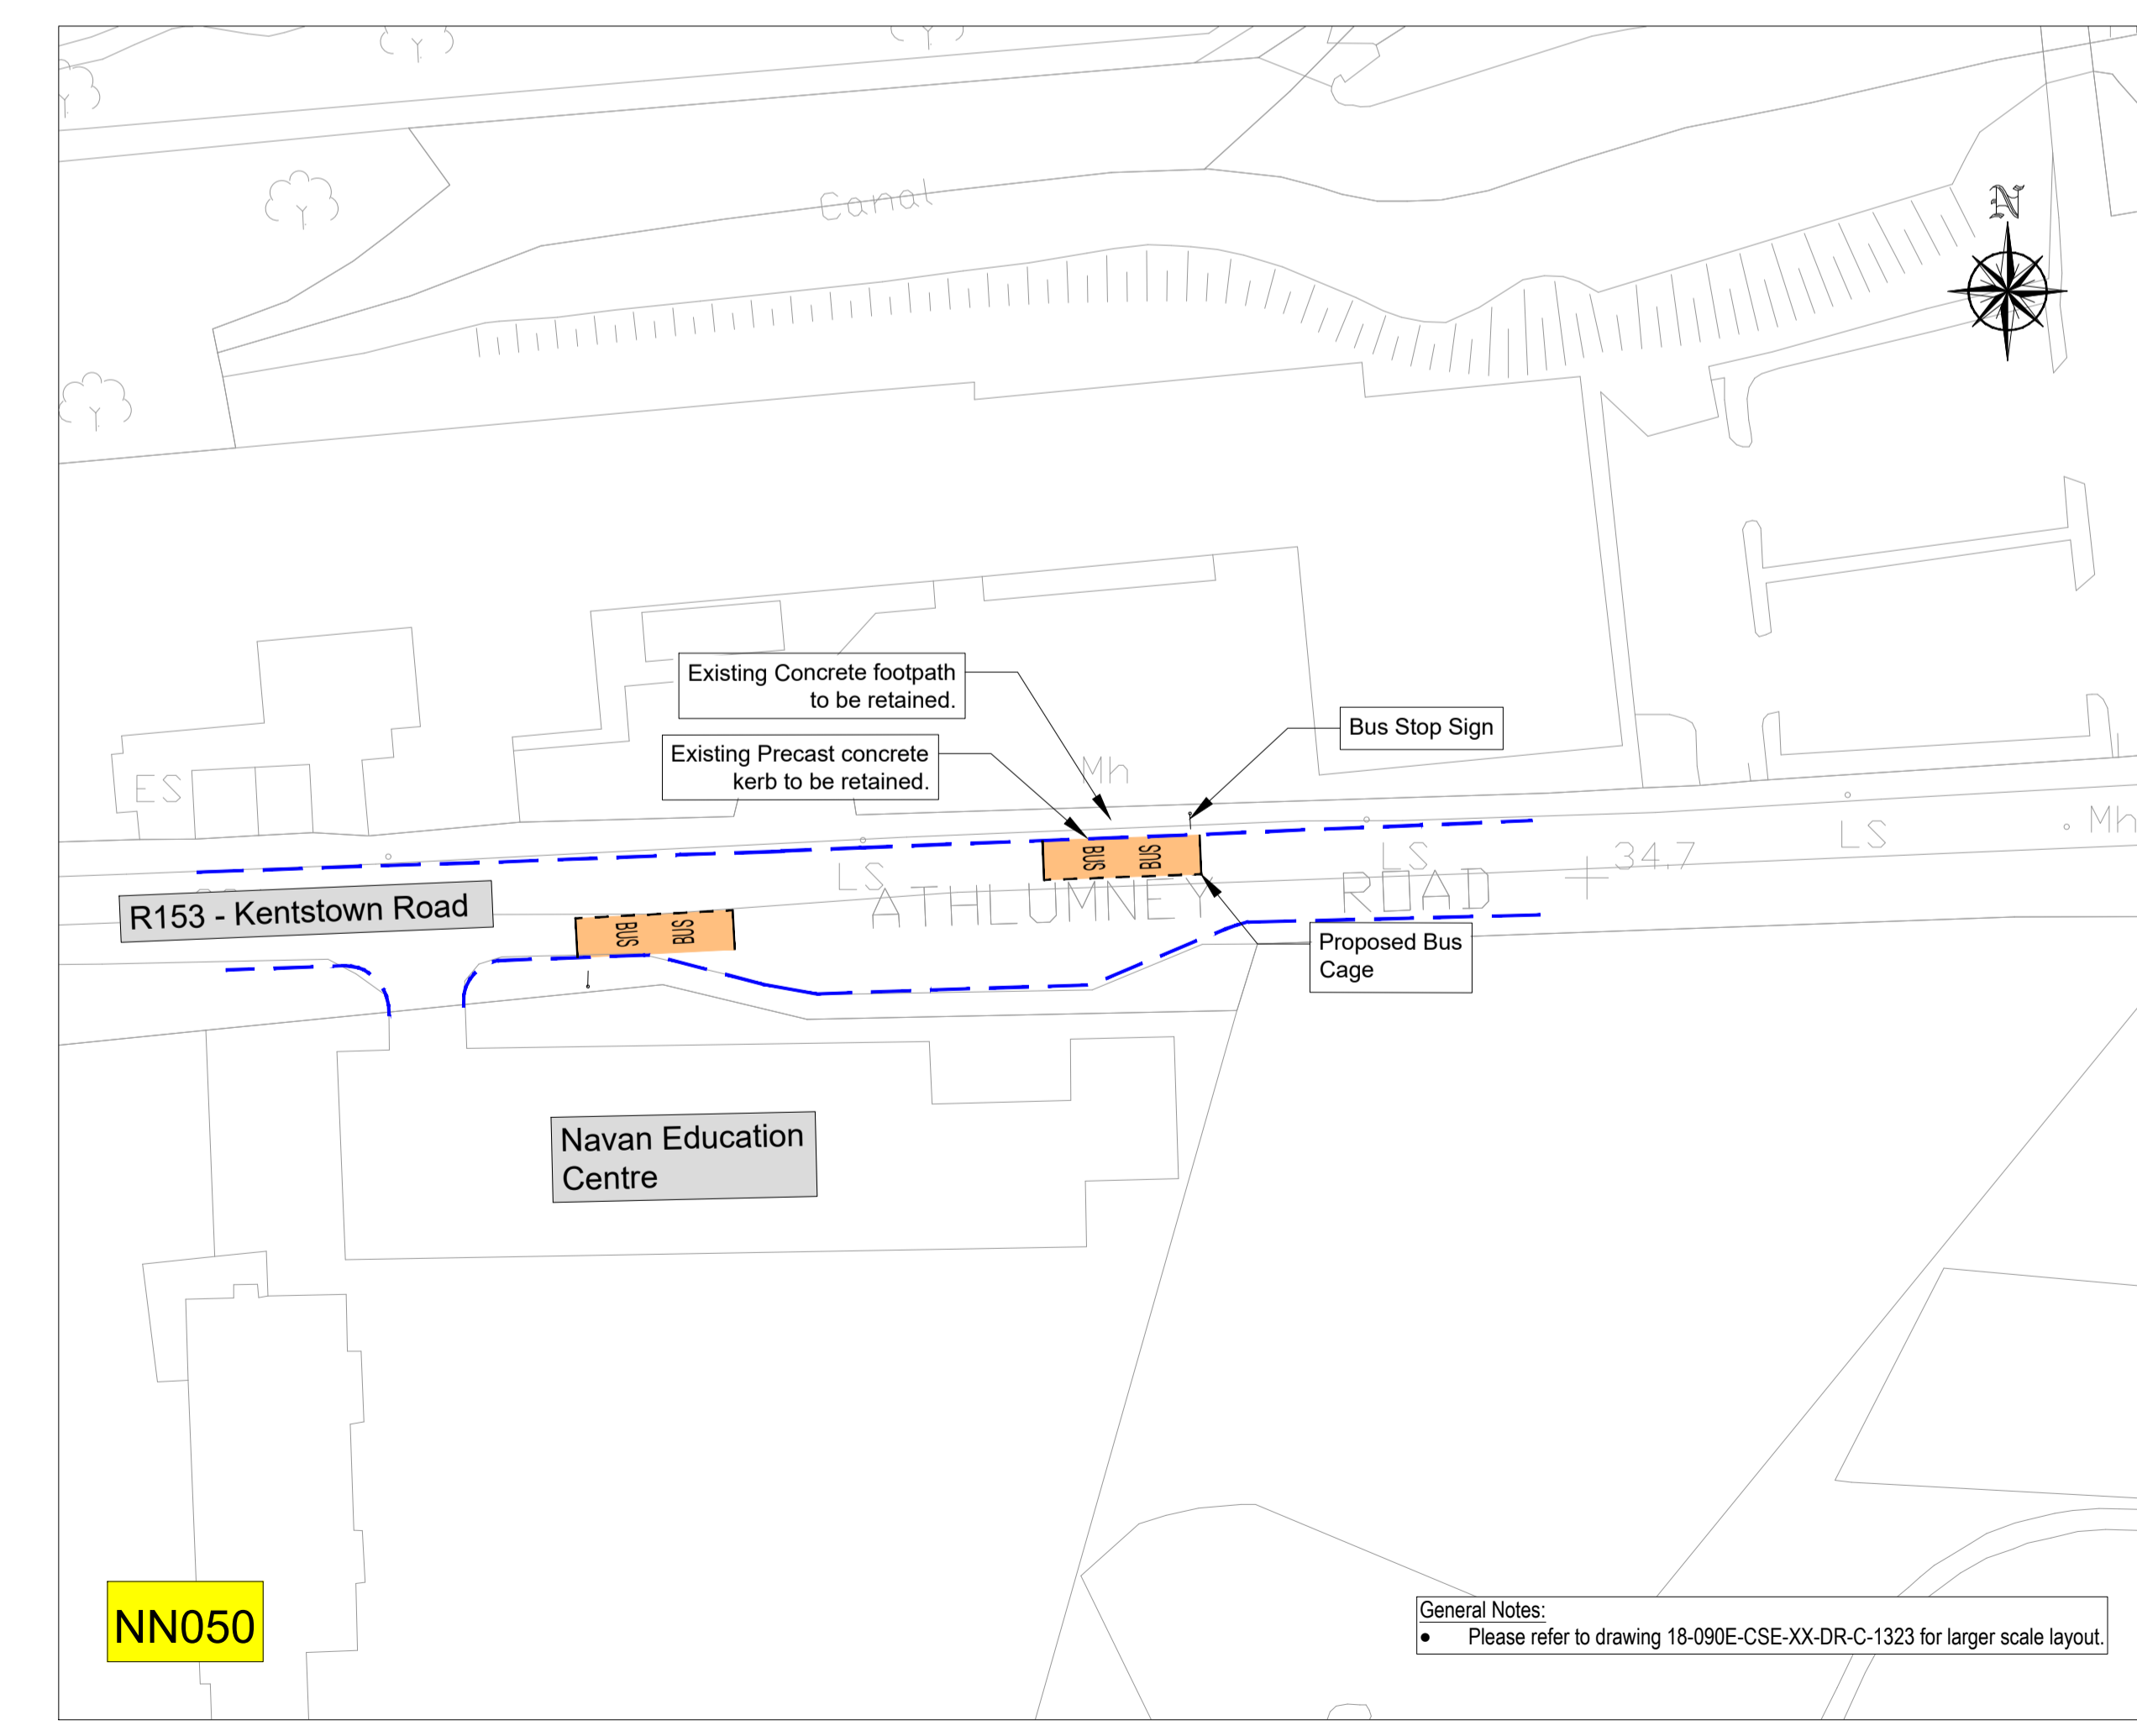 Canal
N
Existing Concrete footpath
to be retained.
Bus Stop Sign
Existing Precast concrete
kerb to be retained.
Mh
ES
LS
Mh
LS
34.7
LS
BUS
BUS
ATHLUMNEY ROAD
R153 - Kentstown Road
BUS
BUS
Proposed Bus
Cage
Navan Education
Centre
NN050
General Notes:
• Please refer to drawing 18-090E-CSE-XX-DR-C-1323 for larger scale layout.